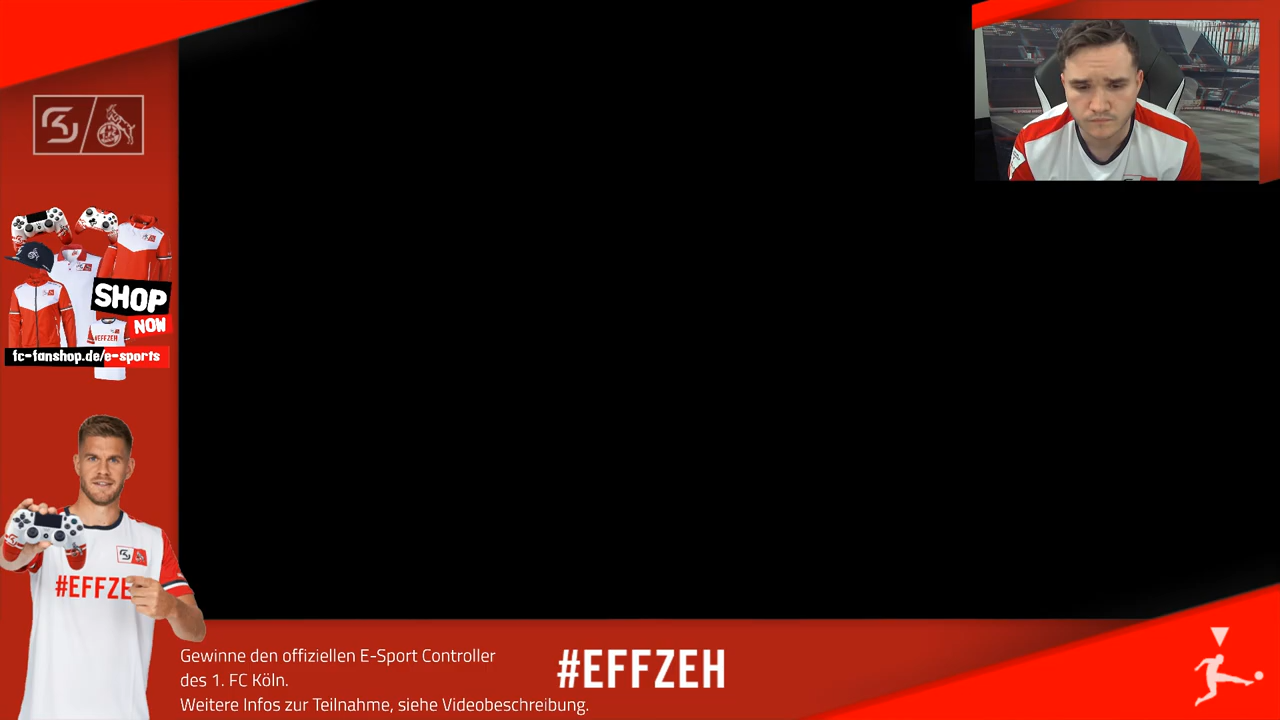 SHOP
NOW
#EFFZEH
fc-fanshop.de/e-sports
#EFFZE
Gewinne den offiziellen E-Sport Controller
des 1. FC Köln.
Weitere Infos zur Teilnahme, siehe Videobeschreibung.
#EFFZEH